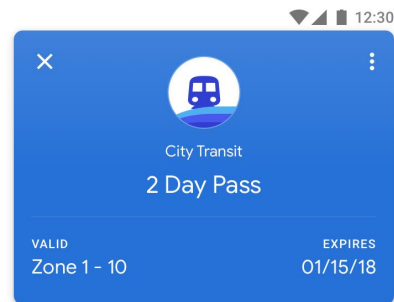 12:30
City Transit
2 Day Pass
VALID
EXPIRES
Zone 1 - 10
01/15/18